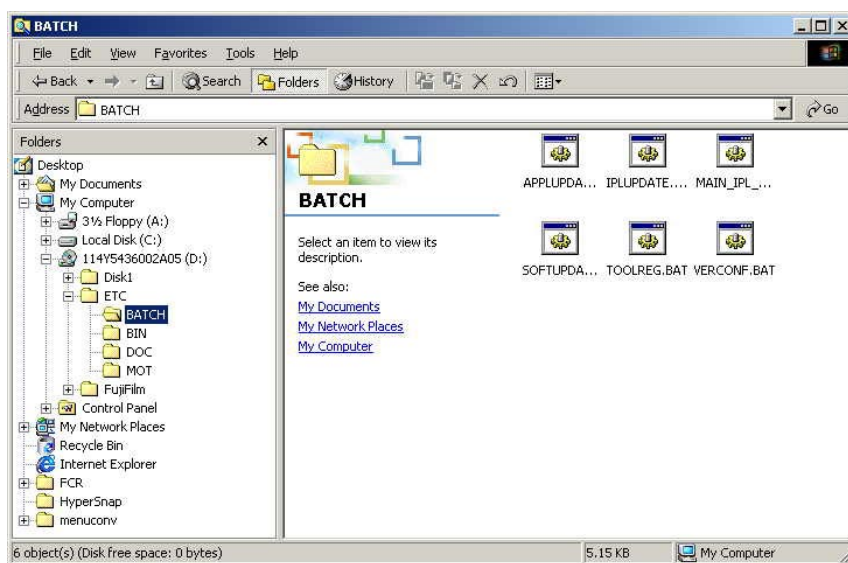 BATCH
File Edit View Favorites Tools Help
Back Search Folders History
Address BATCH Go
Folders
Desktop
My Documents
My Computer
3½ Floppy (A:)
Local Disk (C:)
114Y5436002A05 (D:)
Disk1
ETC
BATCH
BIN
DOC
MOT
FujiFilm
Control Panel
My Network Places
Recycle Bin
Internet Explorer
FCR
HyperSnap
menuconv
BATCH
Select an item to view its
description.
See also:
My Documents
My Network Places
My Computer
APPLUPDA... IPLUPDATE.... MAIN_IPL_...
SOFTUPDA... TOOLREG.BAT VERCONF.BAT
6 object(s) (Disk free space: 0 bytes) 5.15 KB My Computer